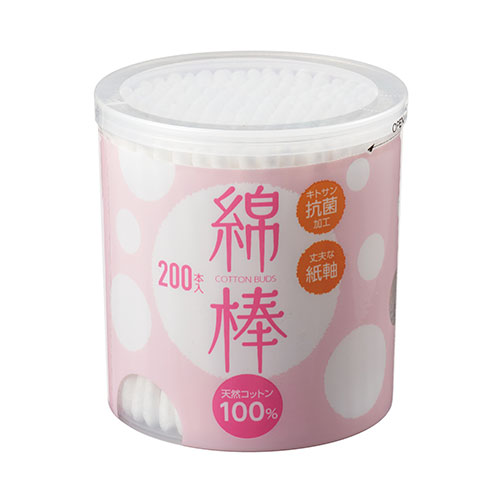 OPEN
キトサン
抗菌
加工
綿棒
COTTON BUDS
200本入
丈夫な
紙軸
天然コットン
100%